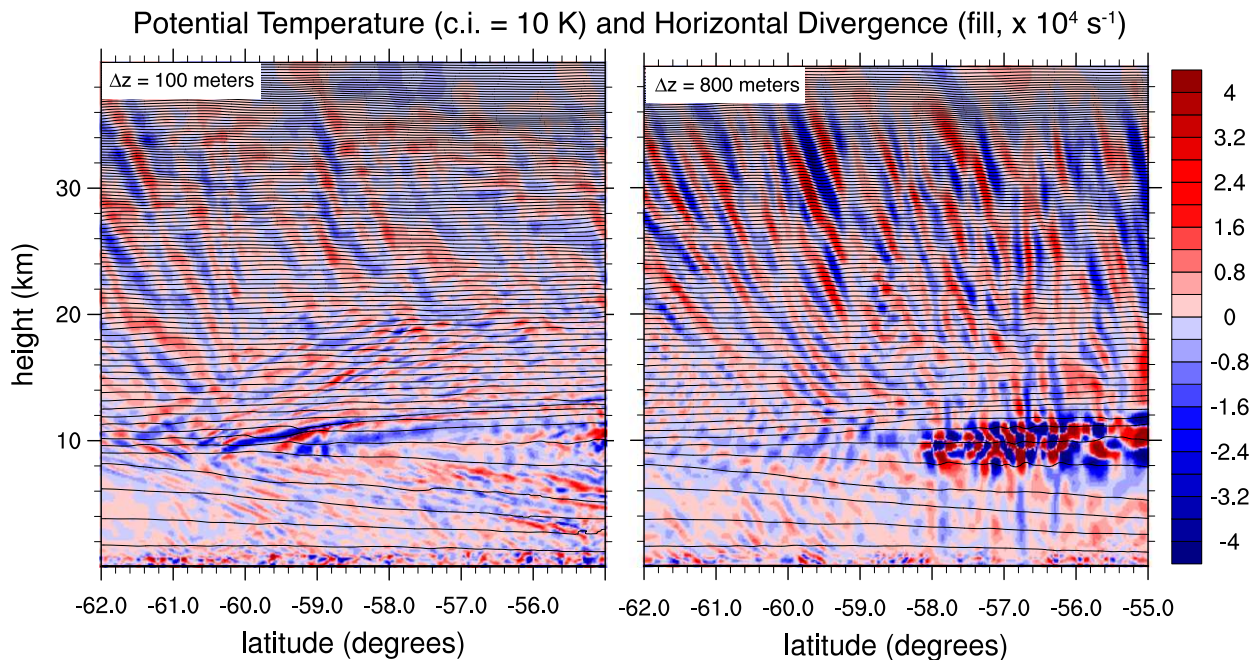 Potential Temperature (c.i. = 10 K) and Horizontal Divergence (fill, x 10⁴ s⁻¹)
Δz = 100 meters
Δz = 800 meters
height (km)
30
20
10
-62.0 -61.0 -60.0 -59.0 -58.0 -57.0 -56.0
latitude (degrees)
-62.0 -61.0 -60.0 -59.0 -58.0 -57.0 -56.0 -55.0
latitude (degrees)
4
3.2
2.4
1.6
0.8
0
-0.8
-1.6
-2.4
-3.2
-4